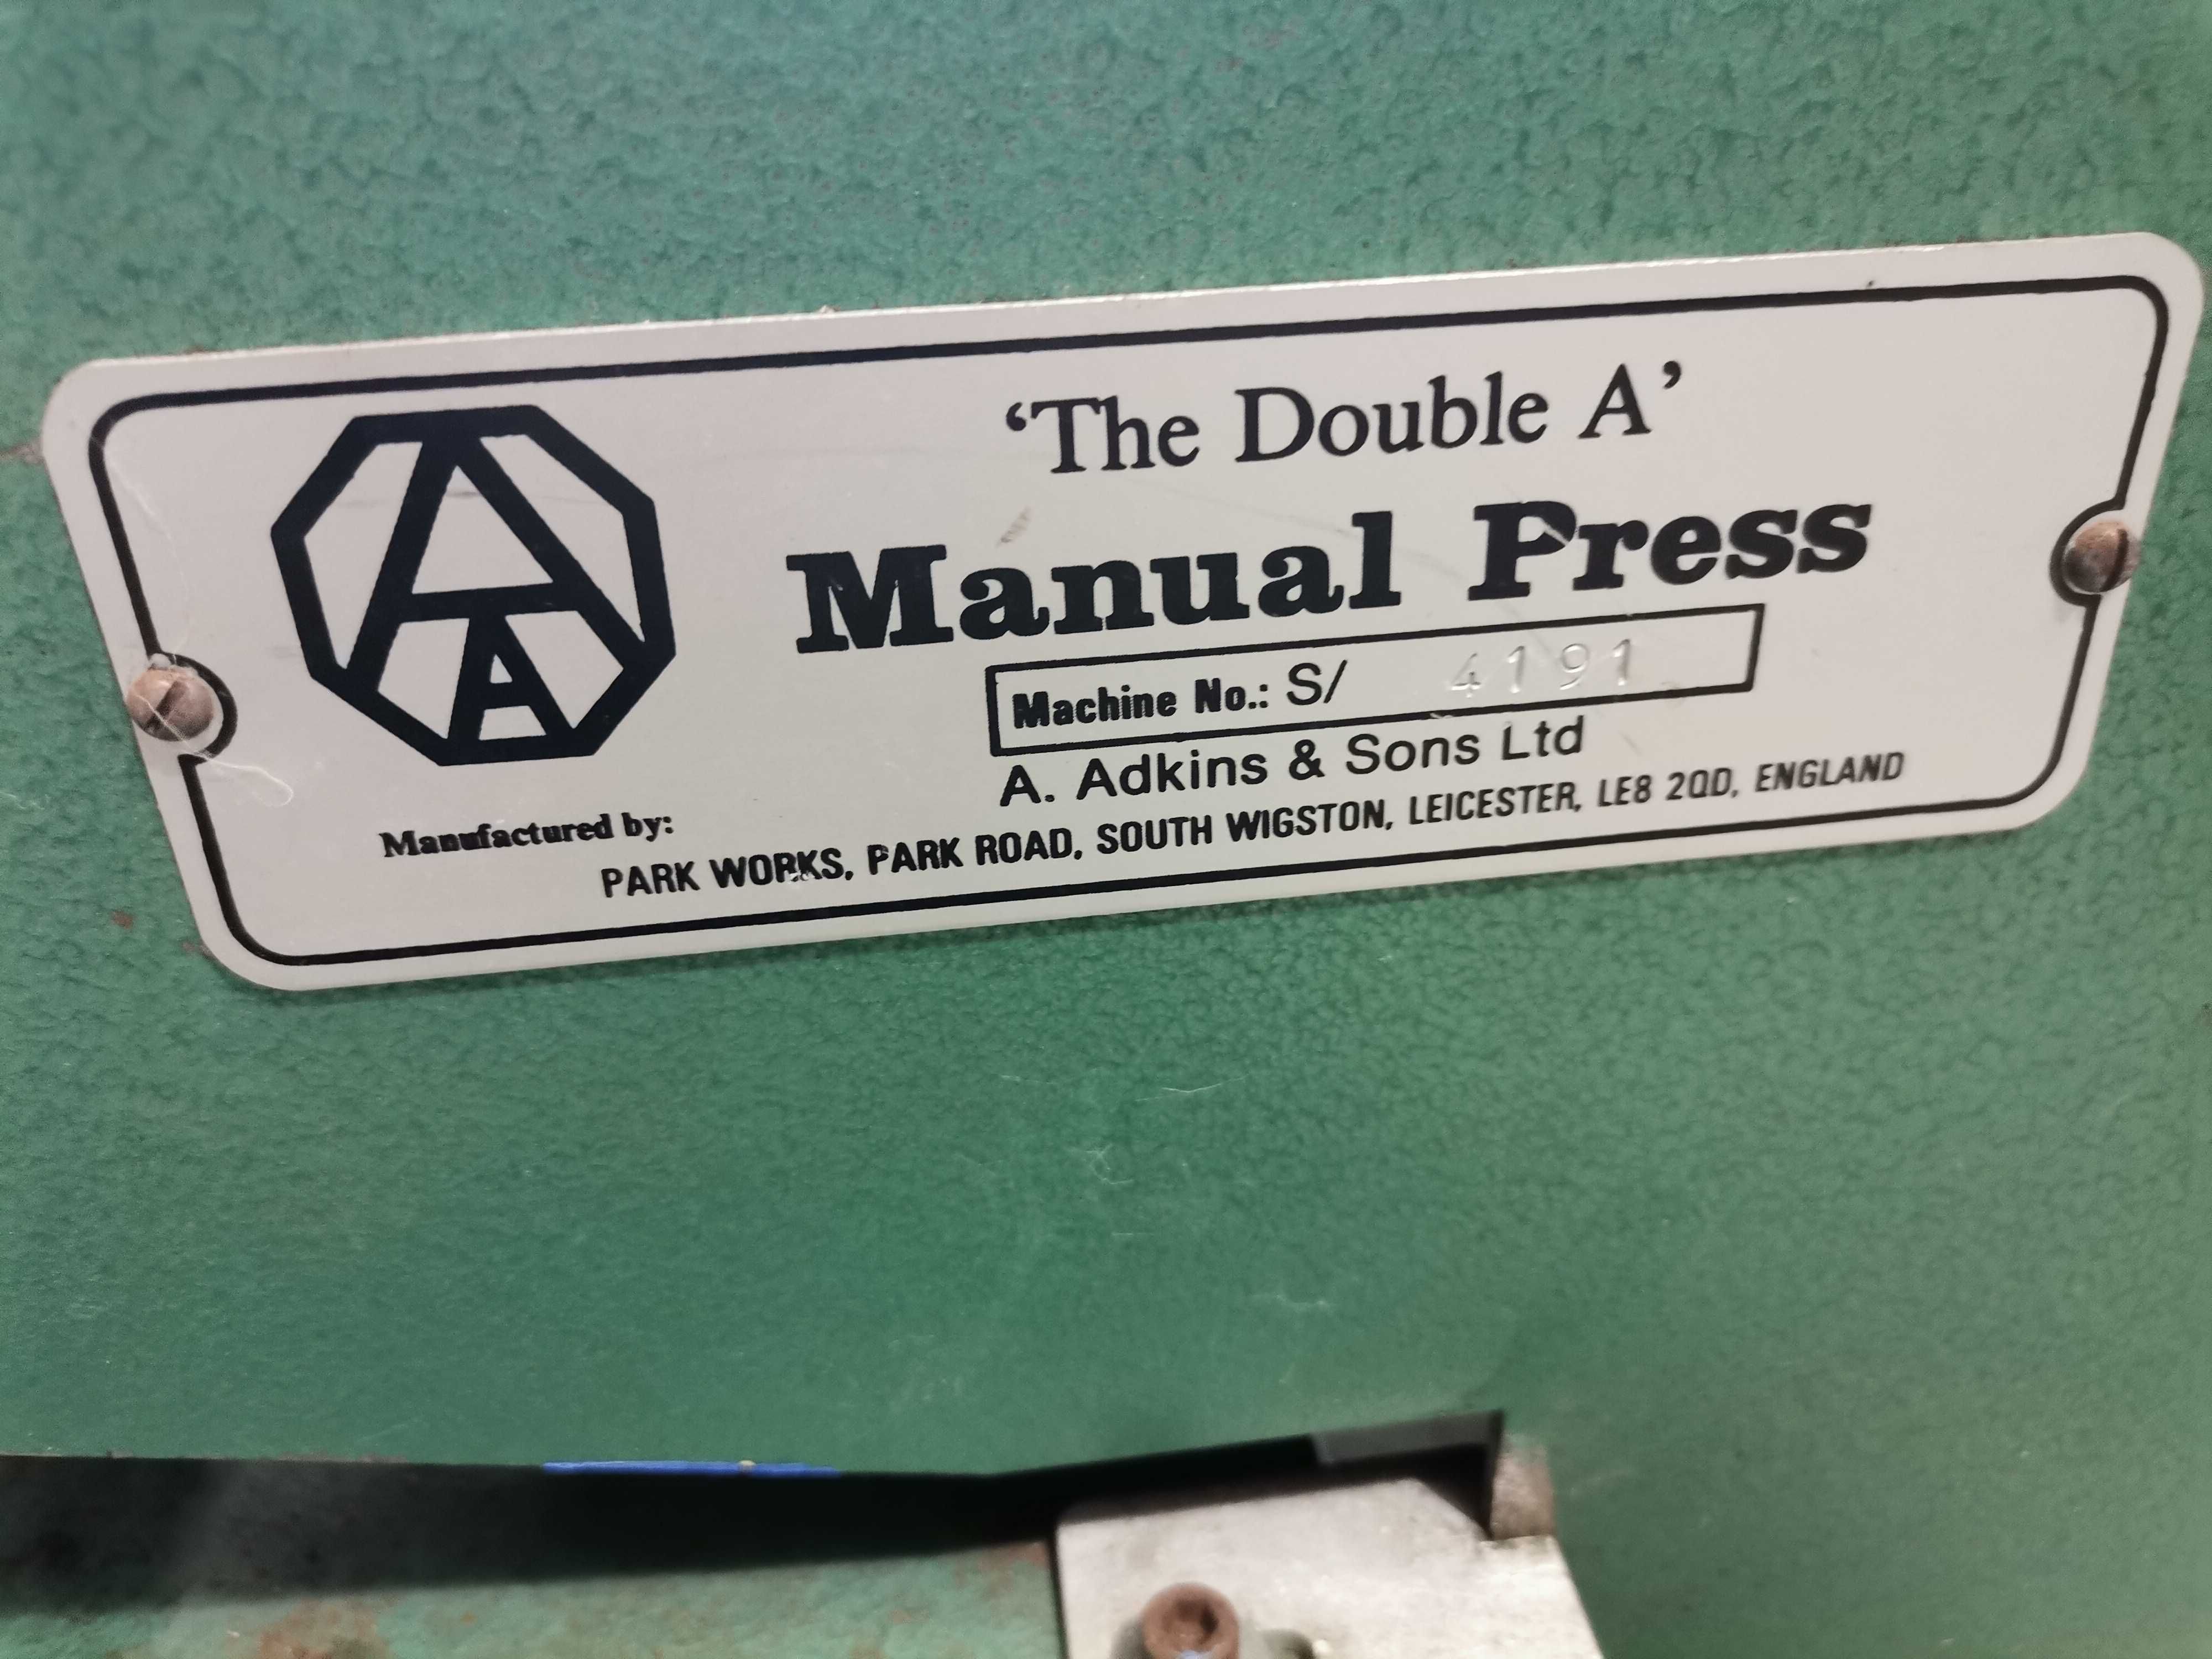 AA
‘The Double A’
Manual Press
Machine No.: S/ 4191
A. Adkins & Sons Ltd
Manufactured by:
PARK WORKS, PARK ROAD, SOUTH WIGSTON, LEICESTER, LE8 2QD, ENGLAND